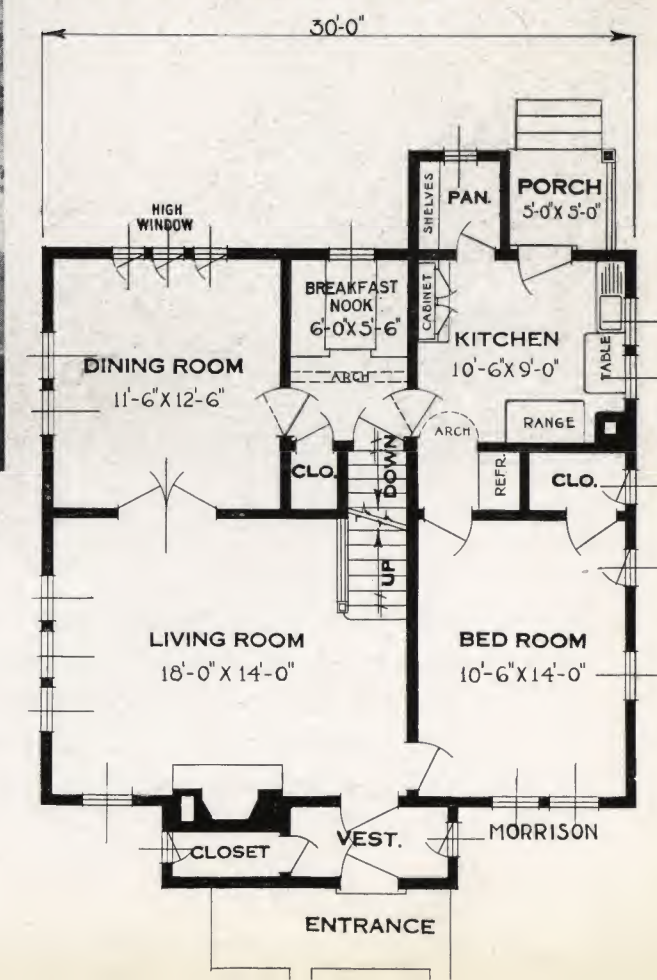 30'-0"
SHELVES
PAN.
PORCH
5'-0" X 5'-0"
HIGH
WINDOW
BREAKFAST
NOOK
6'-0" X 5'-6"
ARCH
CABINET
KITCHEN
10'-6" X 9'-0"
TABLE
RANGE
DINING ROOM
11'-6" X 12'-6"
ARCH
CLO.
DOWN
REFR.
CLO.
UP
LIVING ROOM
18'-0" X 14'-0"
BED ROOM
10'-6" X 14'-0"
CLOSET
VEST.
MORRISON
ENTRANCE